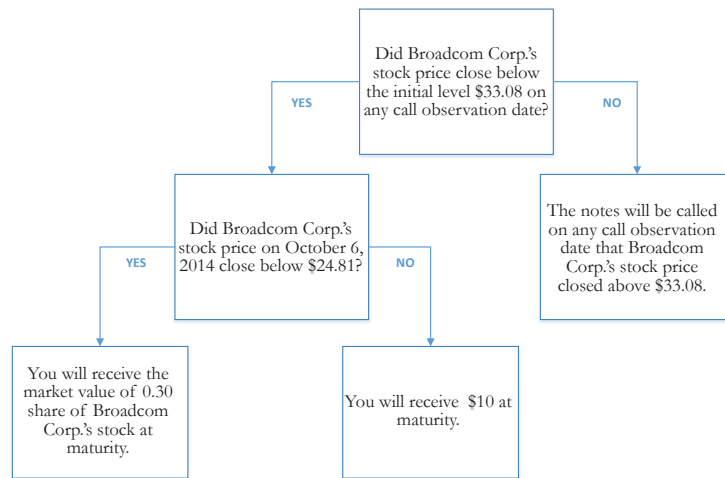 Did Broadcom Corp.'s
stock price close below
the initial level $33.08 on
any call observation date?
YES
NO
Did Broadcom Corp.'s
stock price on October 6,
2014 close below $24.81?
The notes will be called
on any call observation
date that Broadcom
Corp.'s stock price
closed above $33.08.
YES
NO
You will receive the
market value of 0.30
share of Broadcom
Corp.'s stock at
maturity.
You will receive $10 at
maturity.